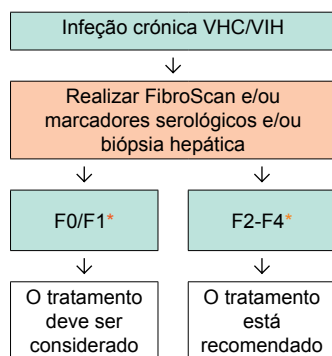 Infeção crónica VHC/VIH
Realizar FibroScan e/ou
marcadores serológicos e/ou
biópsia hepática
F0/F1*
F2-F4*
O tratamento
deve ser
considerado
O tratamento
está
recomendado